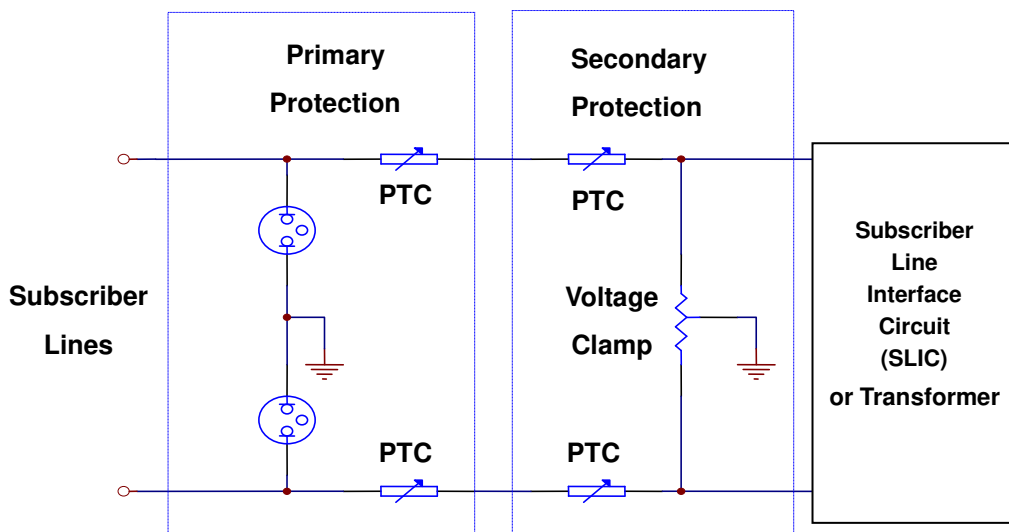 Primary
Protection
Secondary
Protection
PTC
PTC
Subscriber
Lines
Voltage
Clamp
Subscriber
Line
Interface
Circuit
(SLIC)
or Transformer
PTC
PTC